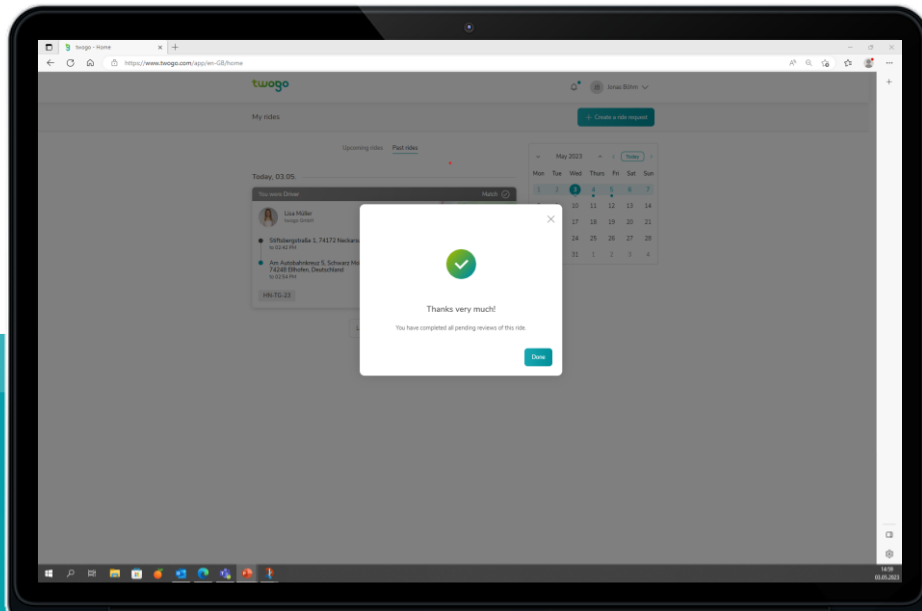 twogo - Home
https://www.twogo.com/app/en-GB/home
twogo
Jonas Böhm
My rides
+ Create a ride request
Upcoming rides Past rides
May 2023
Today
Mon Tue Wed Thurs Fri Sat Sun
1 2 3 4 5 6 7
10 11 12 13 14
17 18 19 20 21
24 25 26 27 28
31 1 2 3 4
Today, 03.05.
You were Driver
Match
Lisa Müller
twogo GmbH
Stiftsbergstraße 1, 74172 Neckars
to 02:42 PM
Am Autobahnkreuz 5, Schwarz Mo
74248 Ellhofen, Deutschland
to 02:54 PM
HN-TG-23
Thanks very much!
You have completed all pending reviews of this ride.
Done
14:59
03.05.2023